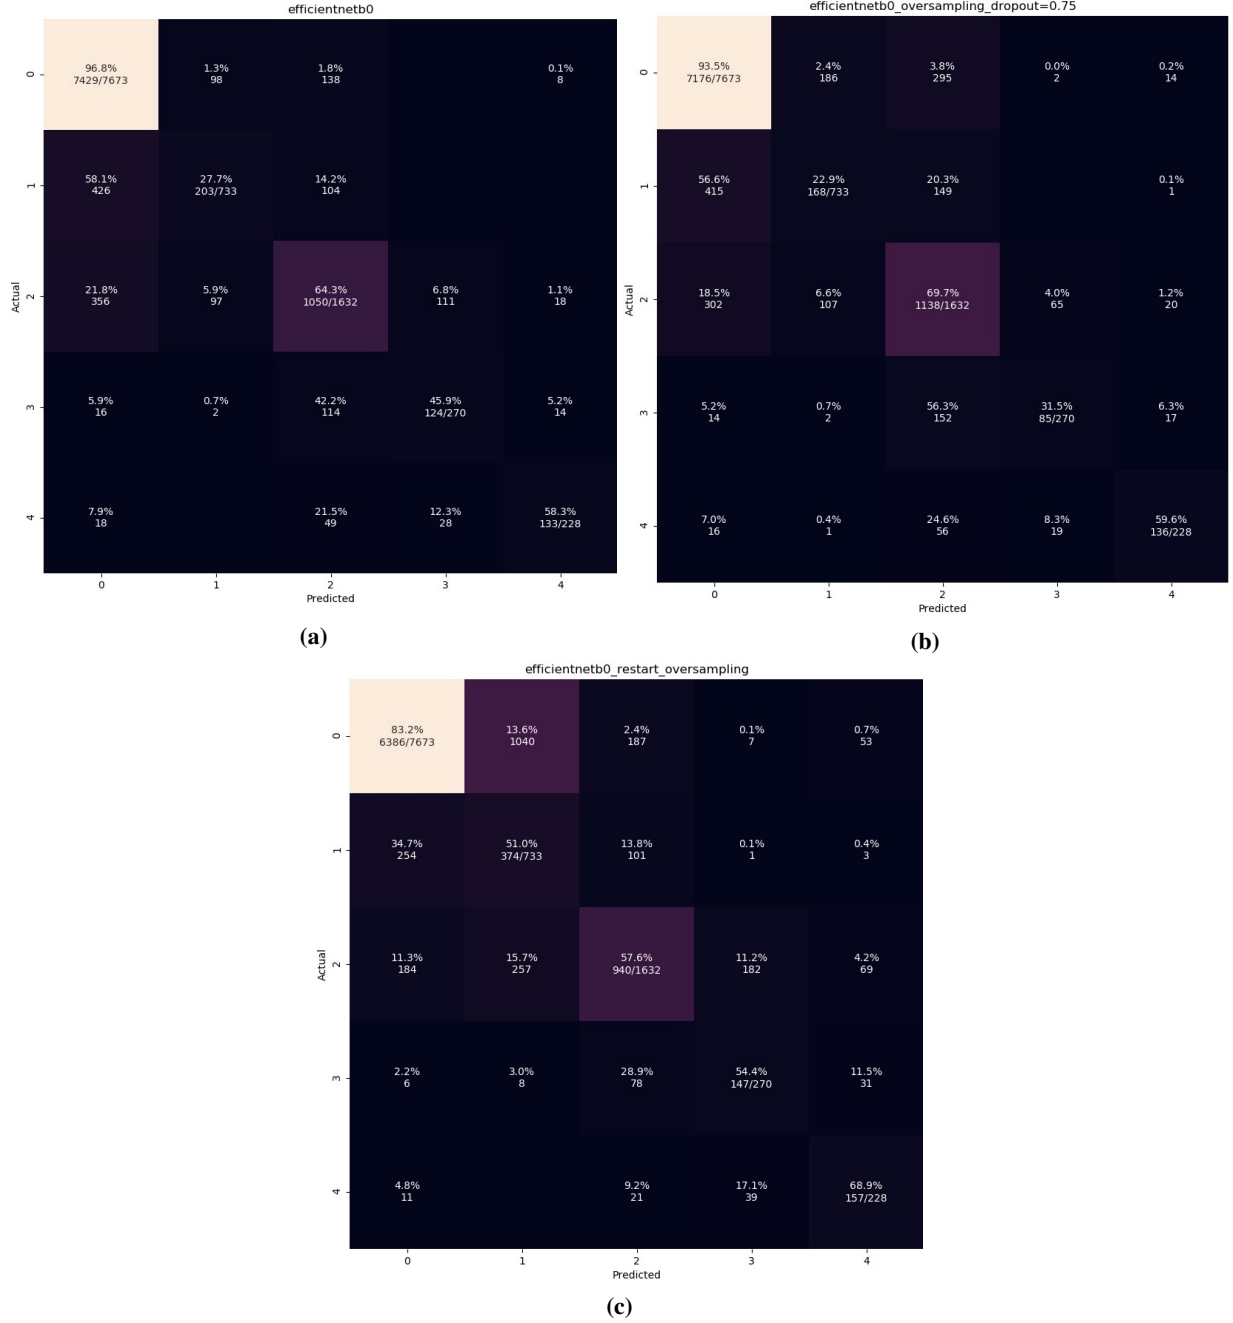 efficientnetb0
0
96.8% 1.3% 1.8% 0.1%
7429/7673 98 138 8
1
58.1% 27.7% 14.2%
426 203/733 104
Actual
2
21.8% 5.9% 64.3% 6.8% 1.1%
356 97 1050/1632 111 18
3
5.9% 0.7% 42.2% 45.9% 5.2%
16 2 114 124/270 14
4
7.9% 21.5% 12.3% 58.3%
18 49 28 133/228
0 1 2 3 4
Predicted
(a)
efficientnetb0_oversampling_dropout=0.75
0
93.5% 2.4% 3.8% 0.0% 0.2%
7176/7673 186 295 2 14
1
56.6% 22.9% 20.3% 0.1%
415 168/733 149 1
Actual
2
18.5% 6.6% 69.7% 4.0% 1.2%
302 107 1138/1632 65 20
3
5.2% 0.7% 56.3% 31.5% 6.3%
14 2 152 85/270 17
4
7.0% 0.4% 24.6% 8.3% 59.6%
16 1 56 19 136/228
0 1 2 3 4
Predicted
(b)
efficientnetb0_restart_oversampling
0
83.2% 13.6% 2.4% 0.1% 0.7%
6386/7673 1040 187 7 53
1
34.7% 51.0% 13.8% 0.1% 0.4%
254 374/733 101 1 3
Actual
2
11.3% 15.7% 57.6% 11.2% 4.2%
184 257 940/1632 182 69
3
2.2% 3.0% 28.9% 54.4% 11.5%
6 8 78 147/270 31
4
4.8% 9.2% 17.1% 68.9%
11 21 39 157/228
0 1 2 3 4
Predicted
(c)